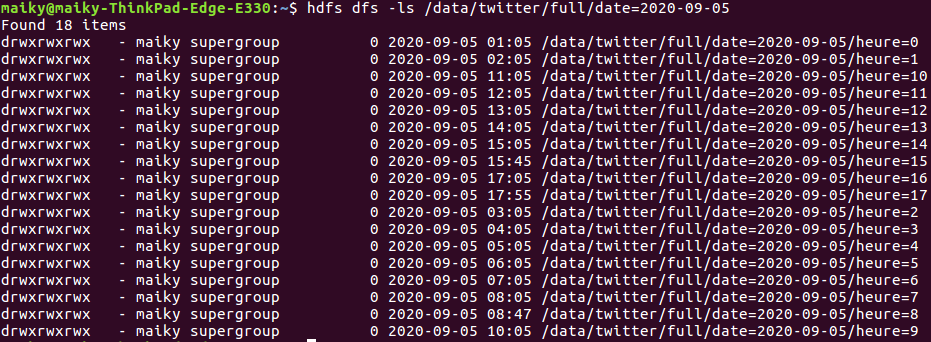 maiky@maiky-ThinkPad-Edge-E330:~$ hdfs dfs -ls /data/twitter/full/date=2020-09-05
Found 18 items
drwxrwxrwx   - maiky supergroup          0 2020-09-05 01:05 /data/twitter/full/date=2020-09-05/heure=0
drwxrwxrwx   - maiky supergroup          0 2020-09-05 02:05 /data/twitter/full/date=2020-09-05/heure=1
drwxrwxrwx   - maiky supergroup          0 2020-09-05 11:05 /data/twitter/full/date=2020-09-05/heure=10
drwxrwxrwx   - maiky supergroup          0 2020-09-05 12:05 /data/twitter/full/date=2020-09-05/heure=11
drwxrwxrwx   - maiky supergroup          0 2020-09-05 13:05 /data/twitter/full/date=2020-09-05/heure=12
drwxrwxrwx   - maiky supergroup          0 2020-09-05 14:05 /data/twitter/full/date=2020-09-05/heure=13
drwxrwxrwx   - maiky supergroup          0 2020-09-05 15:05 /data/twitter/full/date=2020-09-05/heure=14
drwxrwxrwx   - maiky supergroup          0 2020-09-05 15:45 /data/twitter/full/date=2020-09-05/heure=15
drwxrwxrwx   - maiky supergroup          0 2020-09-05 17:05 /data/twitter/full/date=2020-09-05/heure=16
drwxrwxrwx   - maiky supergroup          0 2020-09-05 17:55 /data/twitter/full/date=2020-09-05/heure=17
drwxrwxrwx   - maiky supergroup          0 2020-09-05 03:05 /data/twitter/full/date=2020-09-05/heure=2
drwxrwxrwx   - maiky supergroup          0 2020-09-05 04:05 /data/twitter/full/date=2020-09-05/heure=3
drwxrwxrwx   - maiky supergroup          0 2020-09-05 05:05 /data/twitter/full/date=2020-09-05/heure=4
drwxrwxrwx   - maiky supergroup          0 2020-09-05 06:05 /data/twitter/full/date=2020-09-05/heure=5
drwxrwxrwx   - maiky supergroup          0 2020-09-05 07:05 /data/twitter/full/date=2020-09-05/heure=6
drwxrwxrwx   - maiky supergroup          0 2020-09-05 08:05 /data/twitter/full/date=2020-09-05/heure=7
drwxrwxrwx   - maiky supergroup          0 2020-09-05 08:47 /data/twitter/full/date=2020-09-05/heure=8
drwxrwxrwx   - maiky supergroup          0 2020-09-05 10:05 /data/twitter/full/date=2020-09-05/heure=9